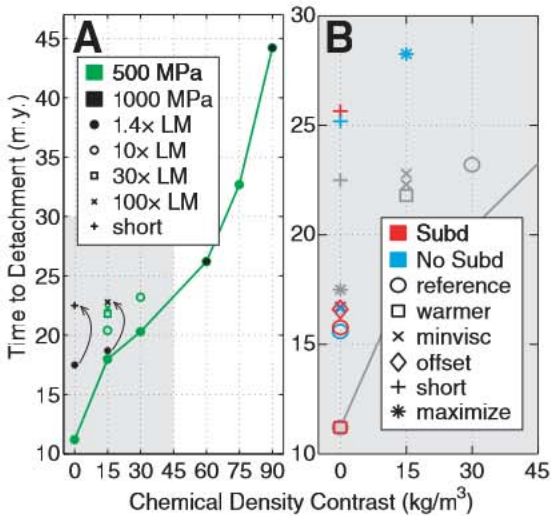 A
B
45
40
35
30
25
20
15
10
Time to Detachment (m.y.)
500 MPa
1000 MPa
1.4× LM
10× LM
30× LM
100× LM
short
0 15 30 45 60 75 90
30
25
20
15
10
Subd
No Subd
reference
warmer
minvisc
offset
short
maximize
0 15 30 45
Chemical Density Contrast (kg/m³)